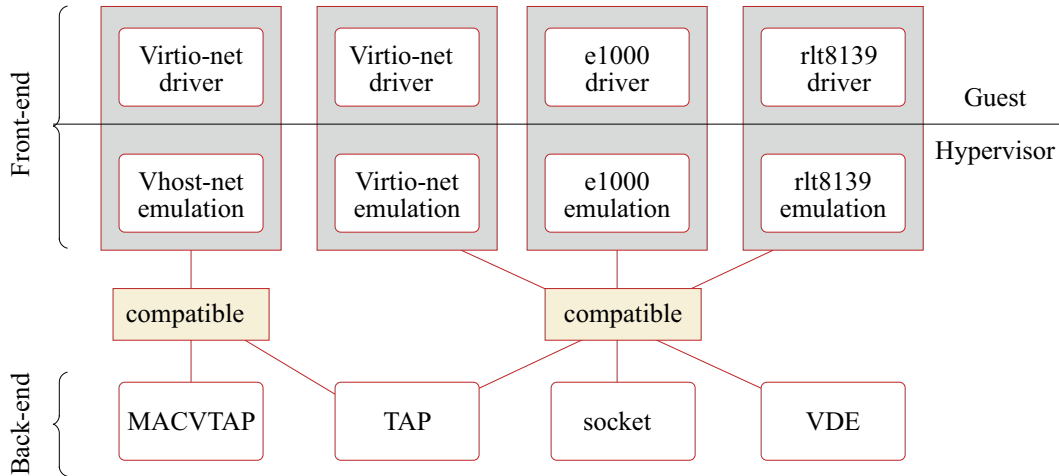 Front-end
Virtio-net
driver
Virtio-net
driver
e1000
driver
rlt8139
driver
Guest
Hypervisor
Vhost-net
emulation
Virtio-net
emulation
e1000
emulation
rlt8139
emulation
compatible
compatible
Back-end
MACVTAP
TAP
socket
VDE